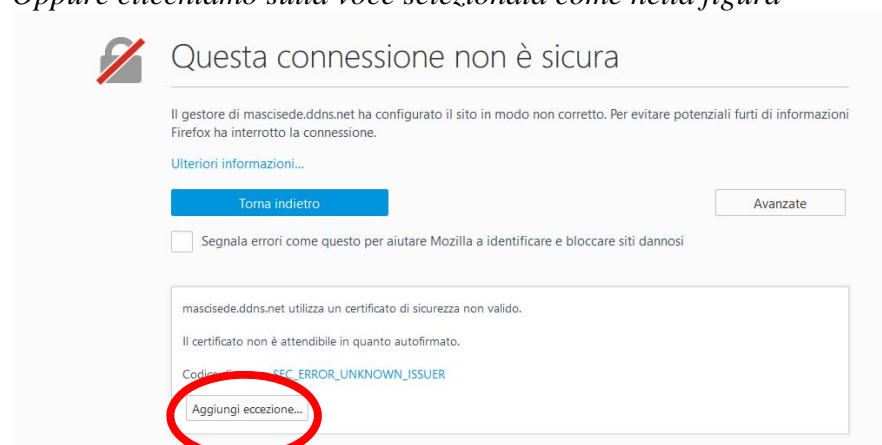 Oppure clicchiamo sulla voce selezionata come nella figura
Questa connessione non è sicura
Il gestore di mascisede.ddns.net ha configurato il sito in modo non corretto. Per evitare potenziali furti di informazioni
Firefox ha interrotto la connessione.
Ulteriori informazioni...
Torna indietro
Avanzate
Segnala errori come questo per aiutare Mozilla a identificare e bloccare siti dannosi
mascisede.ddns.net utilizza un certificato di sicurezza non valido.
Il certificato non è attendibile in quanto autofirmato.
Codice SEC_ERROR_UNKNOWN_ISSUER
Aggiungi eccezione...